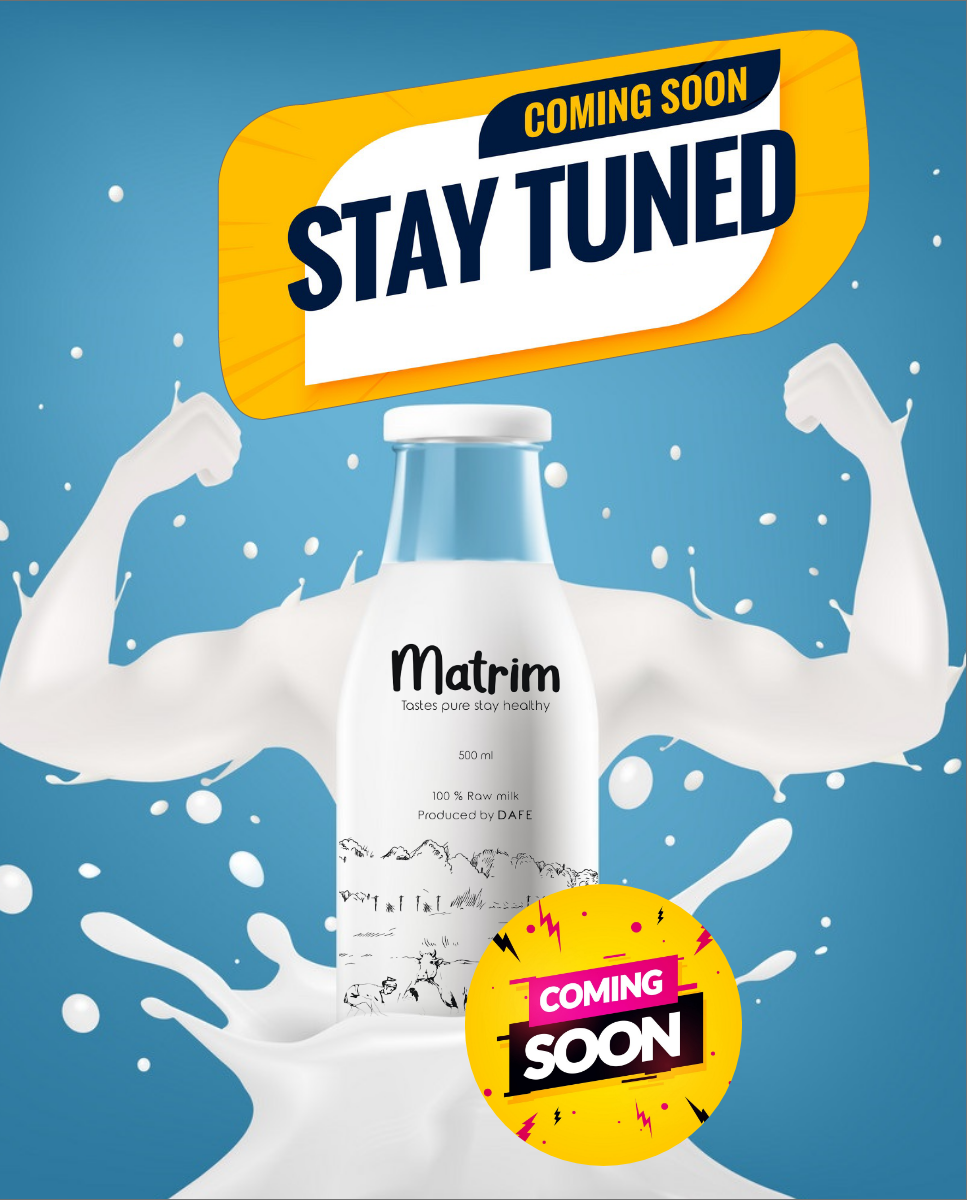 COMING SOON
STAY TUNED
Matrim
Tastes pure stay healthy
500 ml
100 % Raw milk
Produced by DAFE
COMING
SOON